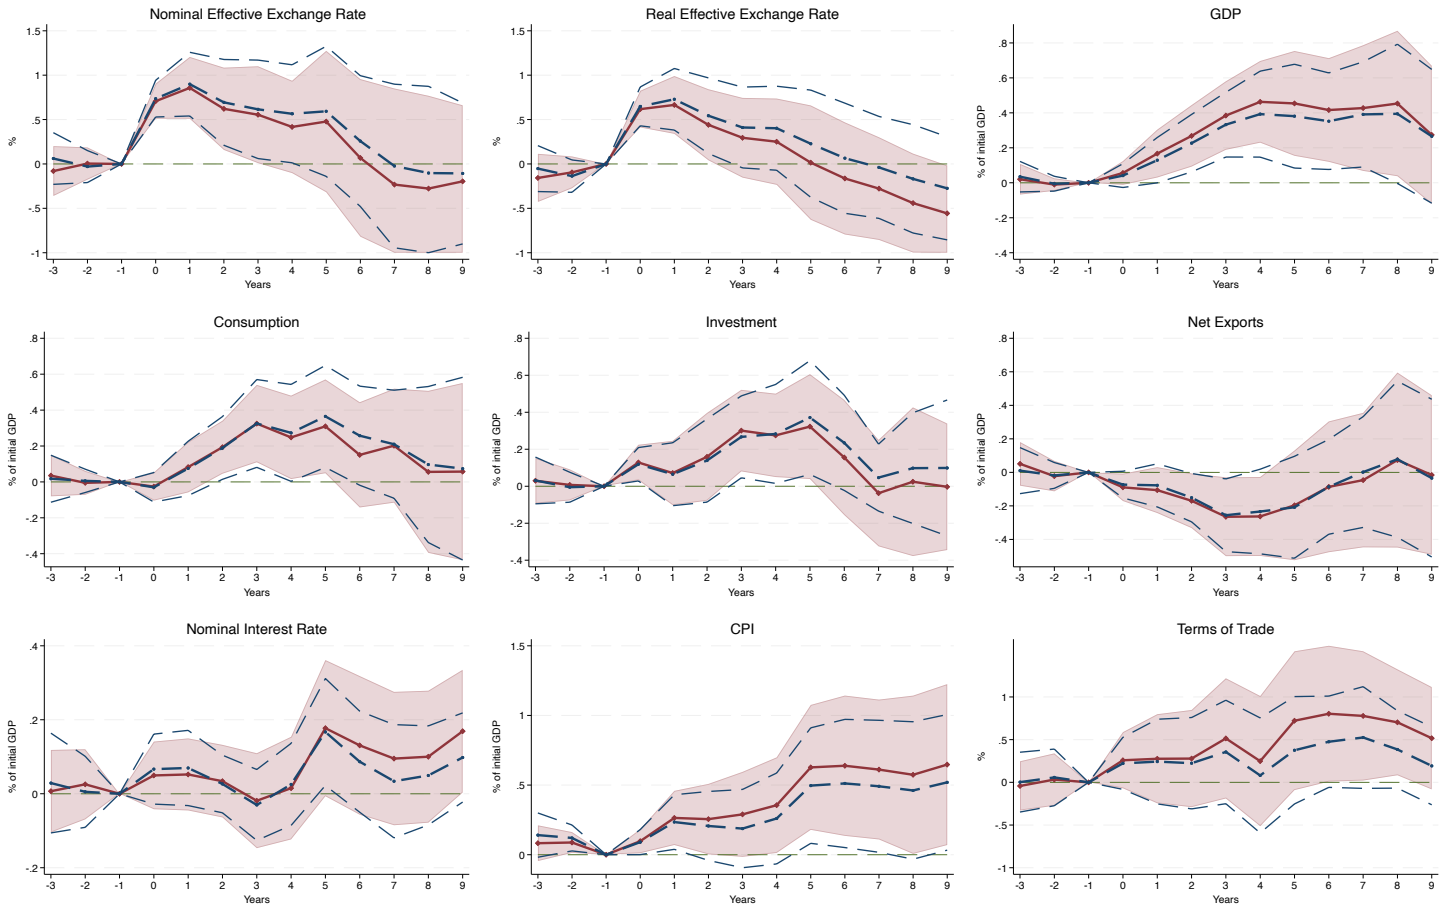 Nominal Effective Exchange Rate
%
1.5
1
.5
0
-.5
-1
-3 -2 -1 0 1 2 3 4 5 6 7 8 9
Years
Real Effective Exchange Rate
%
1.5
1
.5
0
-.5
-1
-3 -2 -1 0 1 2 3 4 5 6 7 8 9
Years
GDP
% of initial GDP
.8
.6
.4
.2
0
-.2
-.4
-3 -2 -1 0 1 2 3 4 5 6 7 8 9
Years
Consumption
% of initial GDP
.8
.6
.4
.2
0
-.2
-.4
-3 -2 -1 0 1 2 3 4 5 6 7 8 9
Years
Investment
% of initial GDP
.8
.6
.4
.2
0
-.2
-.4
-3 -2 -1 0 1 2 3 4 5 6 7 8 9
Years
Net Exports
% of initial GDP
.8
.6
.4
.2
0
-.2
-.4
-3 -2 -1 0 1 2 3 4 5 6 7 8 9
Years
Nominal Interest Rate
% of initial GDP
.4
.2
0
-.2
-3 -2 -1 0 1 2 3 4 5 6 7 8 9
Years
CPI
% of initial GDP
1.5
1
.5
0
-3 -2 -1 0 1 2 3 4 5 6 7 8 9
Years
Terms of Trade
%
1
.5
0
-.5
-1
-3 -2 -1 0 1 2 3 4 5 6 7 8 9
Years